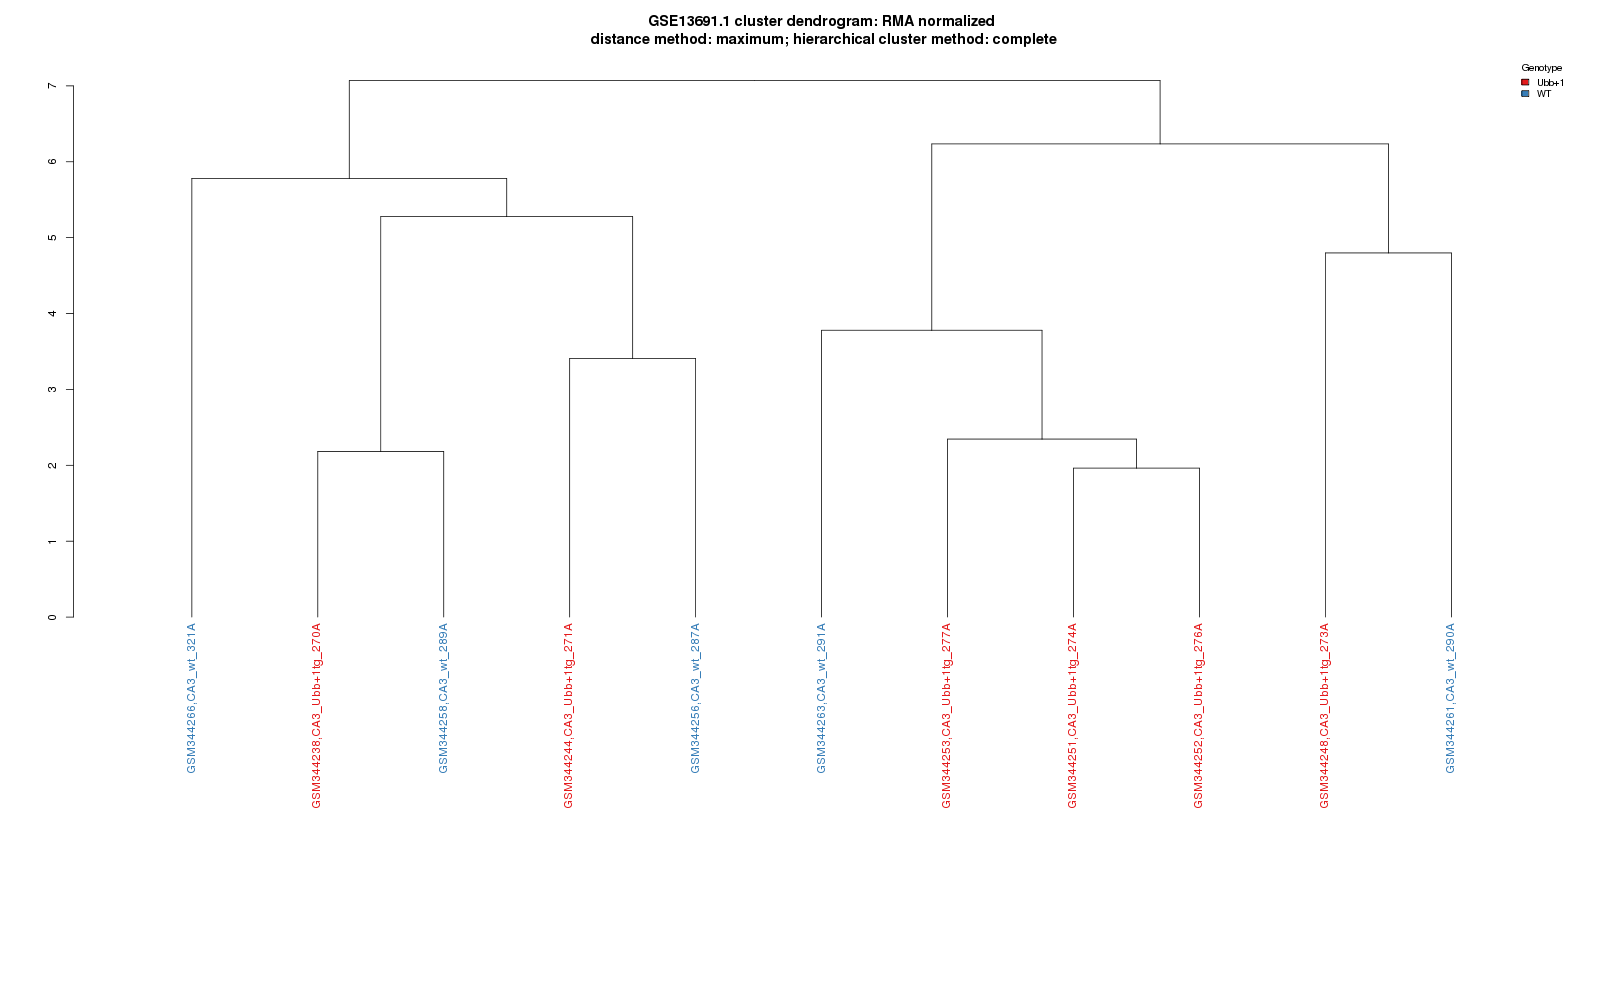 GSE13691.1 cluster dendrogram: RMA normalized
distance method: maximum; hierarchical cluster method: complete
Genotype
Ubb+1
WT
7
6
5
4
3
2
1
0
GSM344266,CA3_wt_321A
GSM344238,CA3_Ubb+1tg_270A
GSM344258,CA3_wt_289A
GSM344244,CA3_Ubb+1tg_271A
GSM344256,CA3_wt_287A
GSM344263,CA3_wt_291A
GSM344253,CA3_Ubb+1tg_277A
GSM344251,CA3_Ubb+1tg_274A
GSM344252,CA3_Ubb+1tg_276A
GSM344248,CA3_Ubb+1tg_273A
GSM344261,CA3_wt_290A